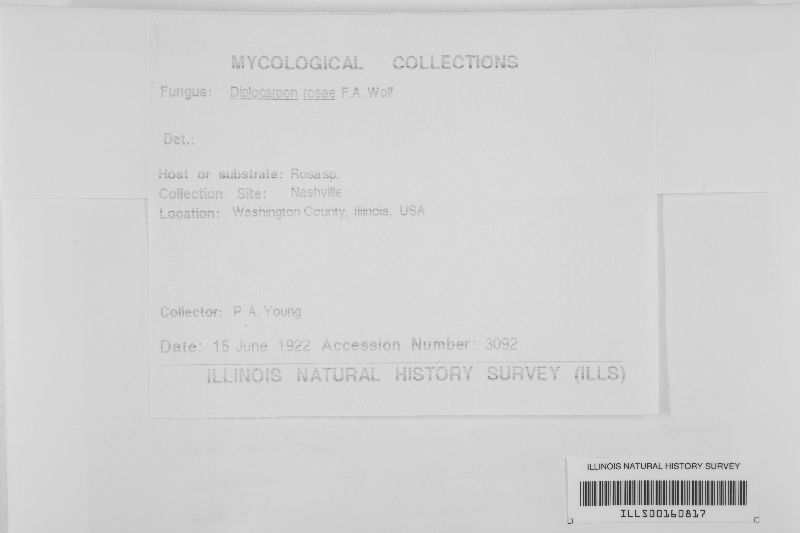 MYCOLOGICAL COLLECTIONS
Fungus: Diplocarpon rosae F.A. Wolf
Det.:
Host or substrate: Rosa sp.
Collection Site: Nashville
Location: Washington County, Illinois, USA
Collector: P. A. Young
Date: 15 June 1922 Accession Number: 3092
ILLINOIS NATURAL HISTORY SURVEY (ILLS)
ILLINOIS NATURAL HISTORY SURVEY
ILLS00160817